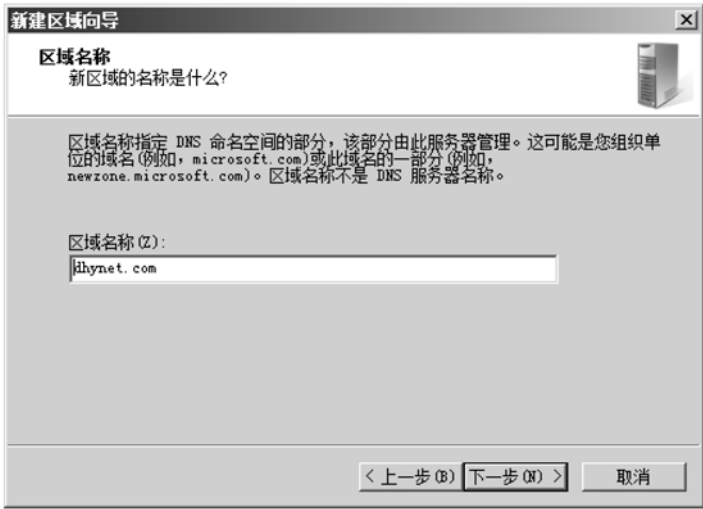 新建区域向导
区域名称
新区域的名称是什么?
区域名称指定 DNS 命名空间的部分，该部分由此服务器管理。这可能是您组织单
位的域名(例如，microsoft.com)或此域名的一部分(例如，
newzone.microsoft.com)。区域名称不是 DNS 服务器名称。
区域名称(Z):
dhynet.com
< 上一步(B) 下一步(N) > 取消